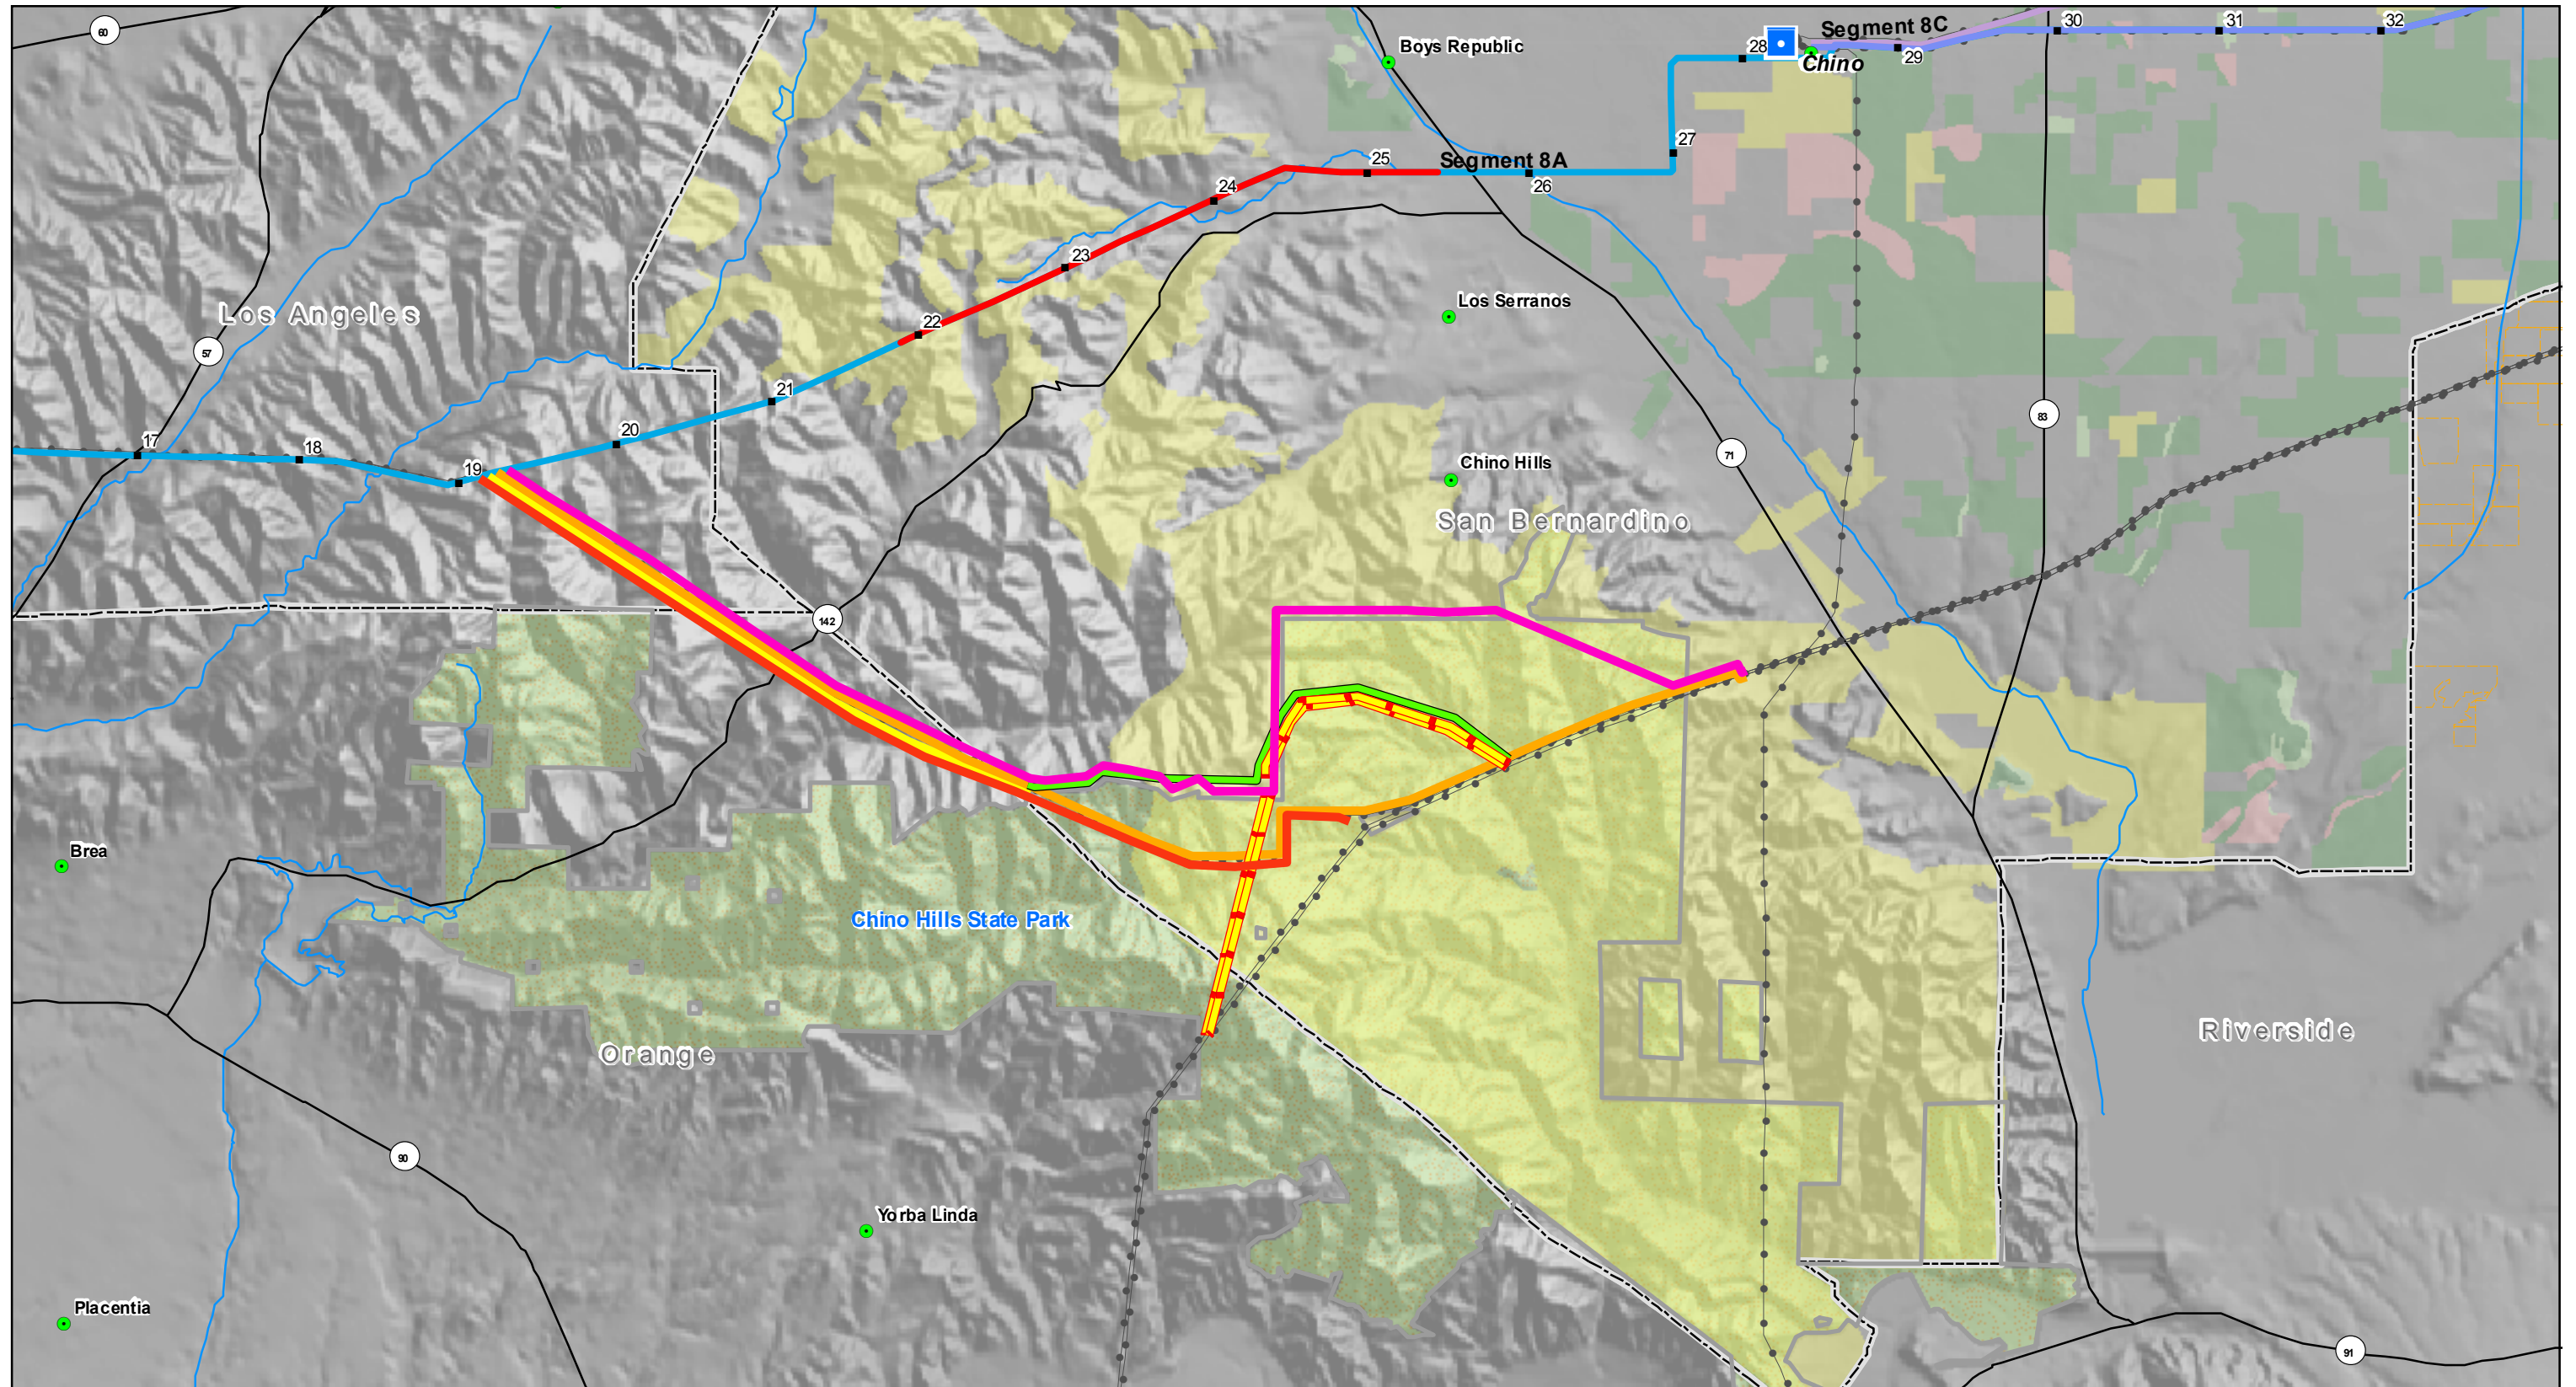 60
Boys Republic
28
Segment 8C
30
31
32
29
Chino
27
25
Segment 8A
26
24
23
Los Serranos
Los Angeles
22
57
21
20
83
17
18
19
Chino Hills
71
San Bernardino
142
Brea
Chino Hills State Park
Riverside
Orange
90
Yorba Linda
Placentia
91